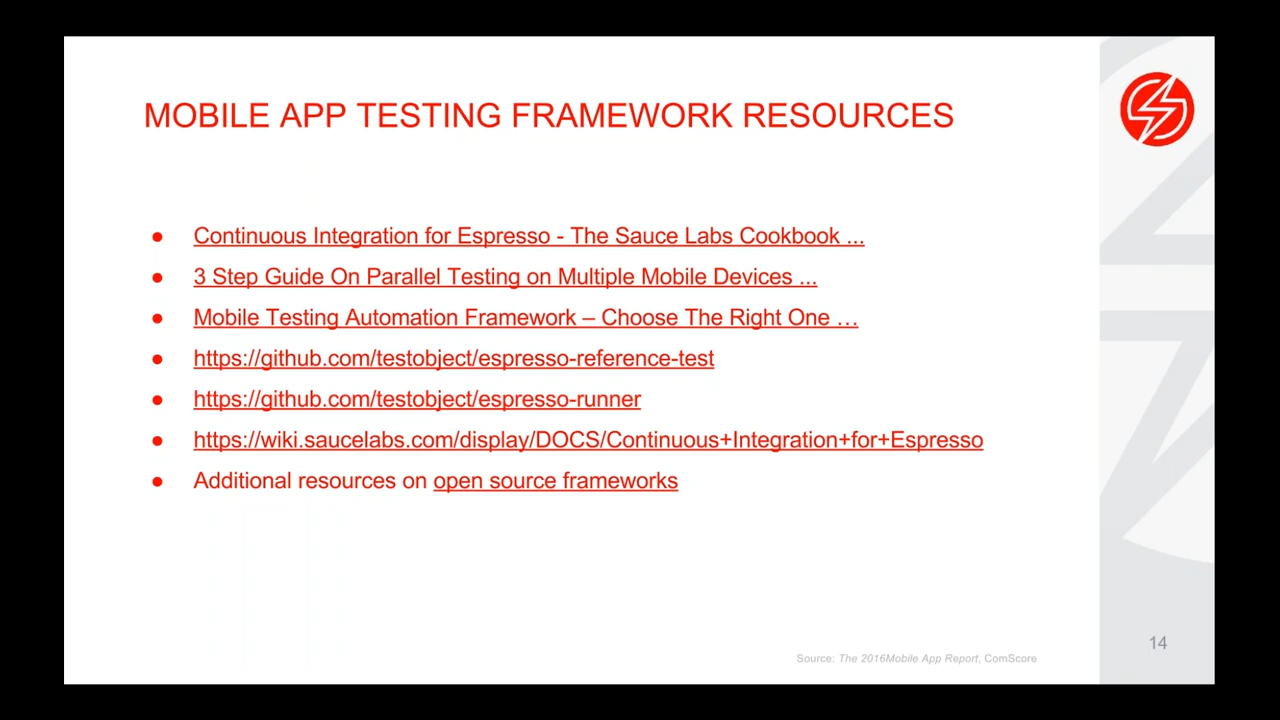 MOBILE APP TESTING FRAMEWORK RESOURCES
● Continuous Integration for Espresso - The Sauce Labs Cookbook ...
● 3 Step Guide On Parallel Testing on Multiple Mobile Devices ...
● Mobile Testing Automation Framework – Choose The Right One …
● https://github.com/testobject/espresso-reference-test
● https://github.com/testobject/espresso-runner
● https://wiki.saucelabs.com/display/DOCS/Continuous+Integration+for+Espresso
● Additional resources on open source frameworks
14
Source: The 2016Mobile App Report, ComScore